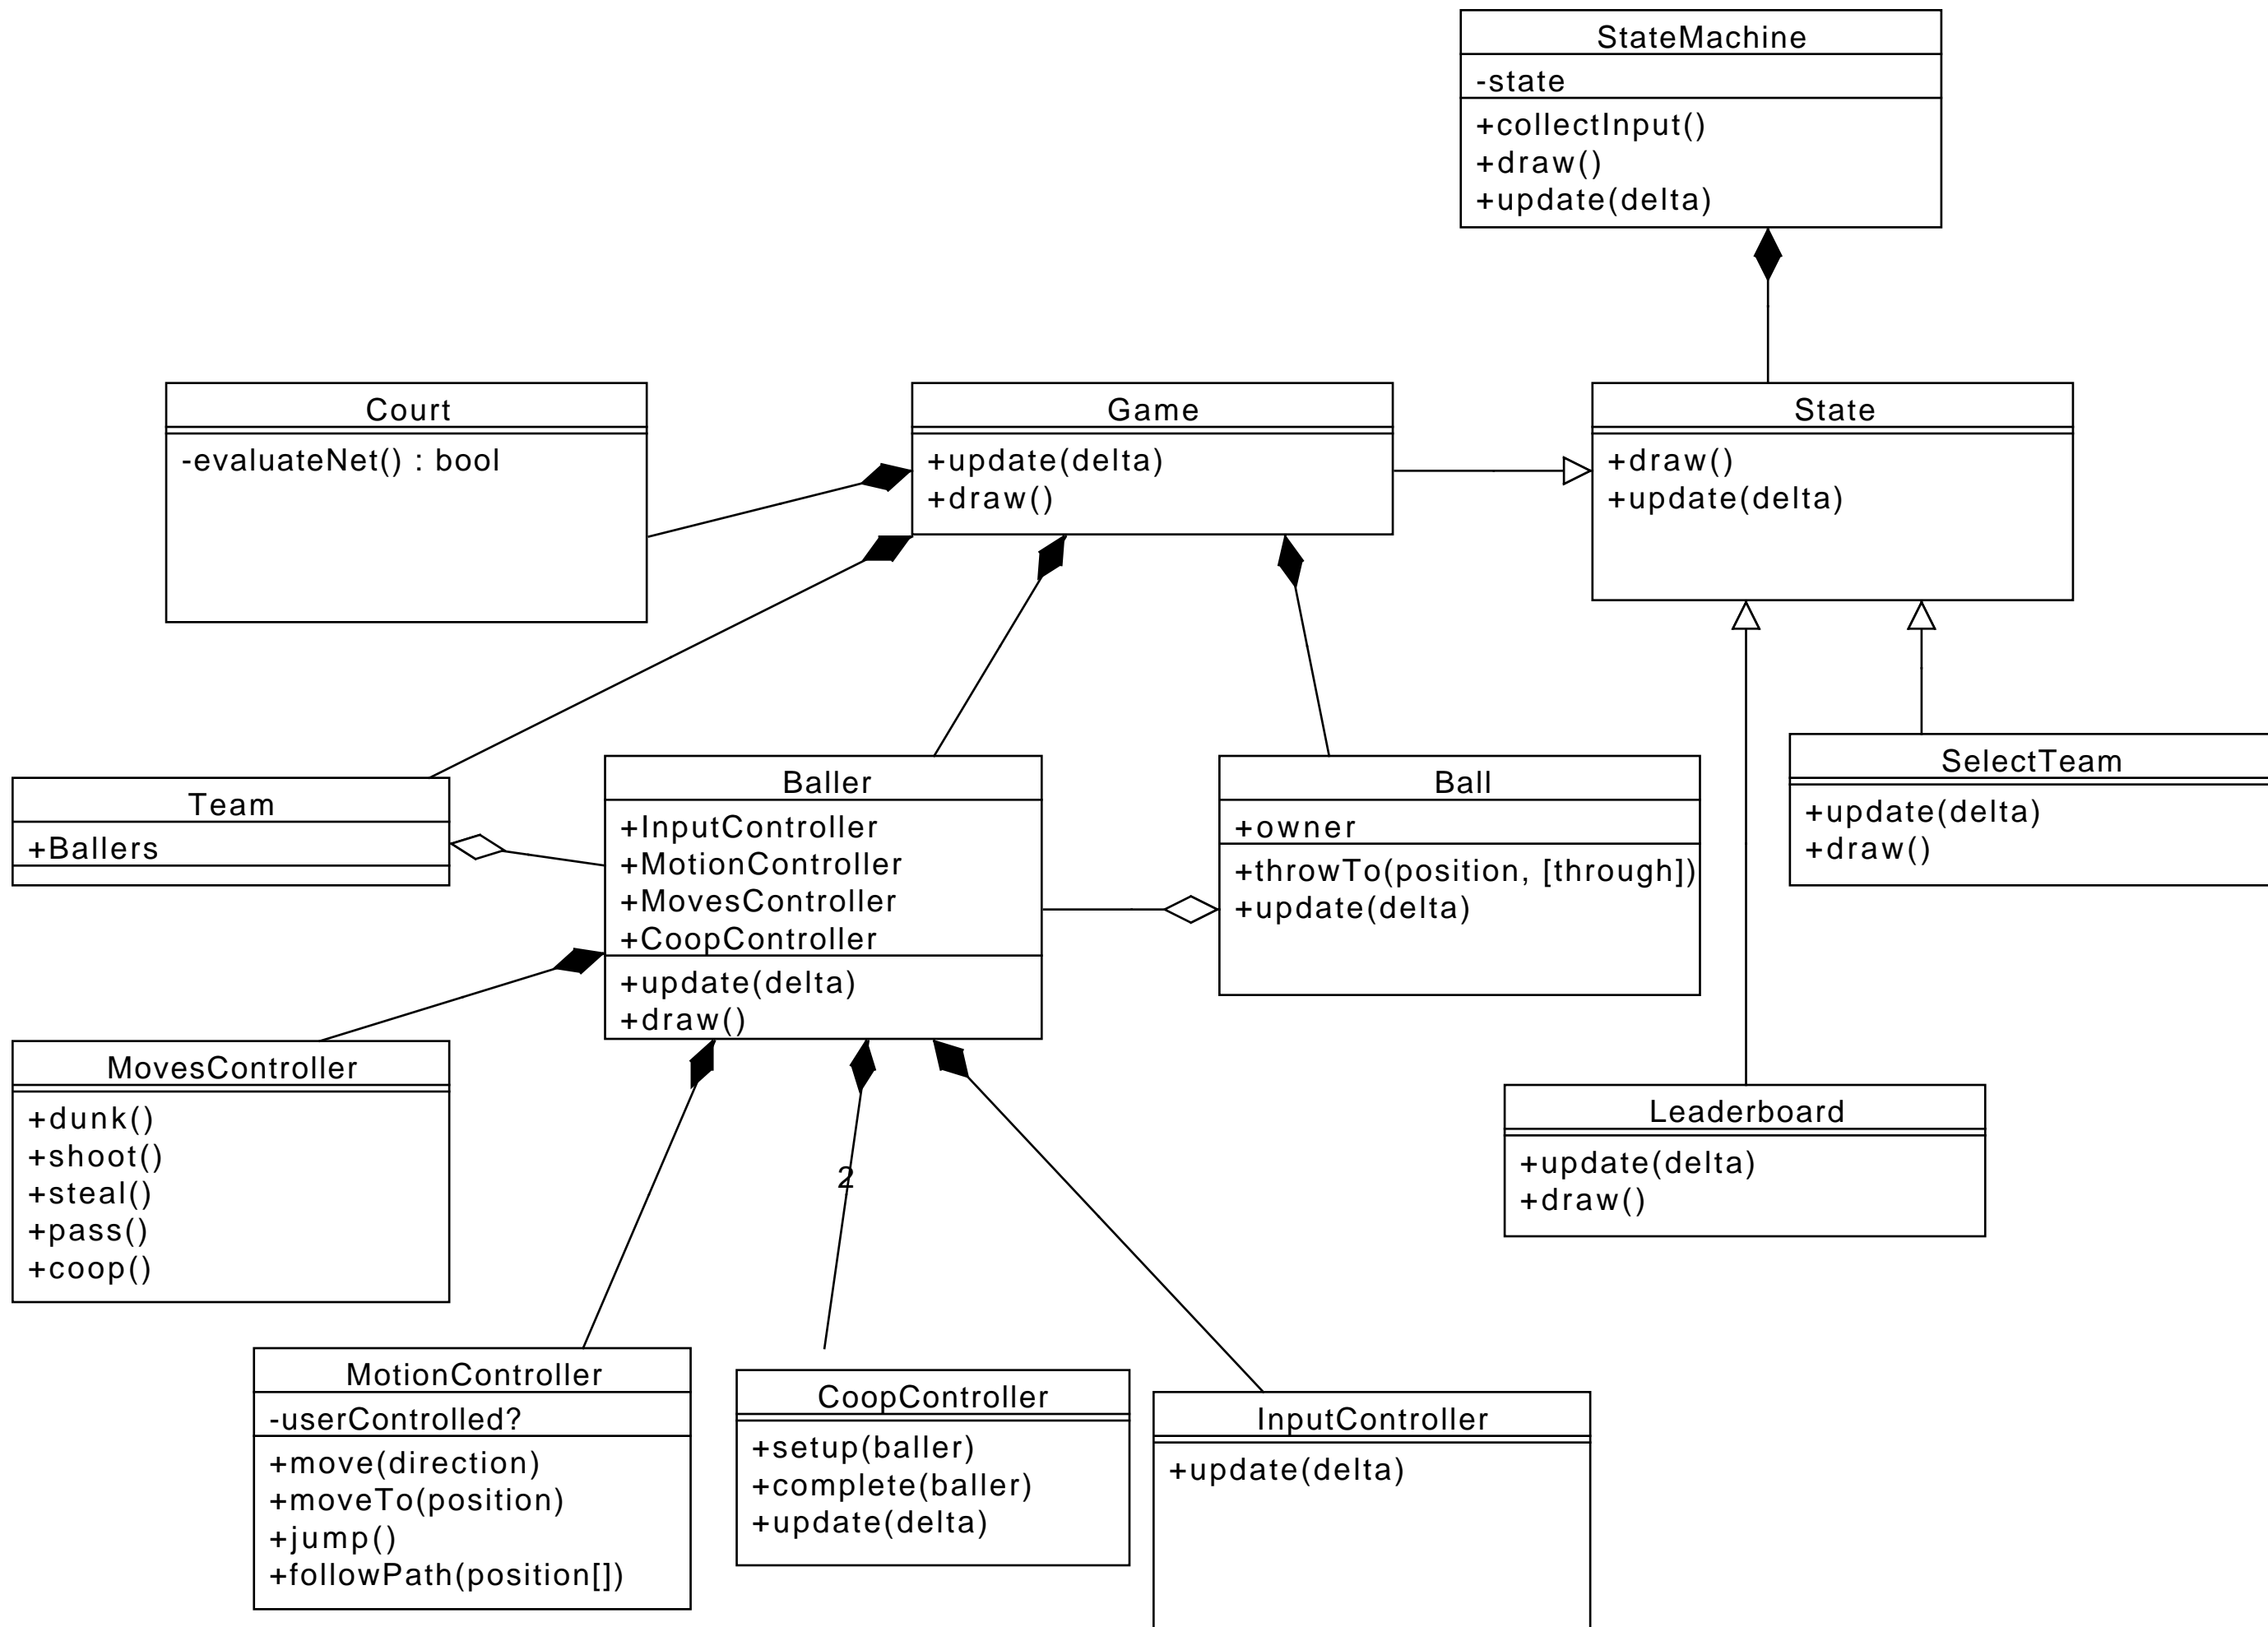 StateMachine
-state
+collectInput()
+draw()
+update(delta)
Court
-evaluateNet() : bool
Game
+update(delta)
+draw()
State
+draw()
+update(delta)
Team
+Ballers
Baller
+InputController
+MotionController
+MovesController
+CoopController
+update(delta)
+draw()
Ball
+owner
+throwTo(position, [through])
+update(delta)
SelectTeam
+update(delta)
+draw()
MovesController
+dunk()
+shoot()
+steal()
+pass()
+coop()
2
Leaderboard
+update(delta)
+draw()
MotionController
-userControlled?
+move(direction)
+moveTo(position)
+jump()
+followPath(position[])
CoopController
+setup(baller)
+complete(baller)
+update(delta)
InputController
+update(delta)